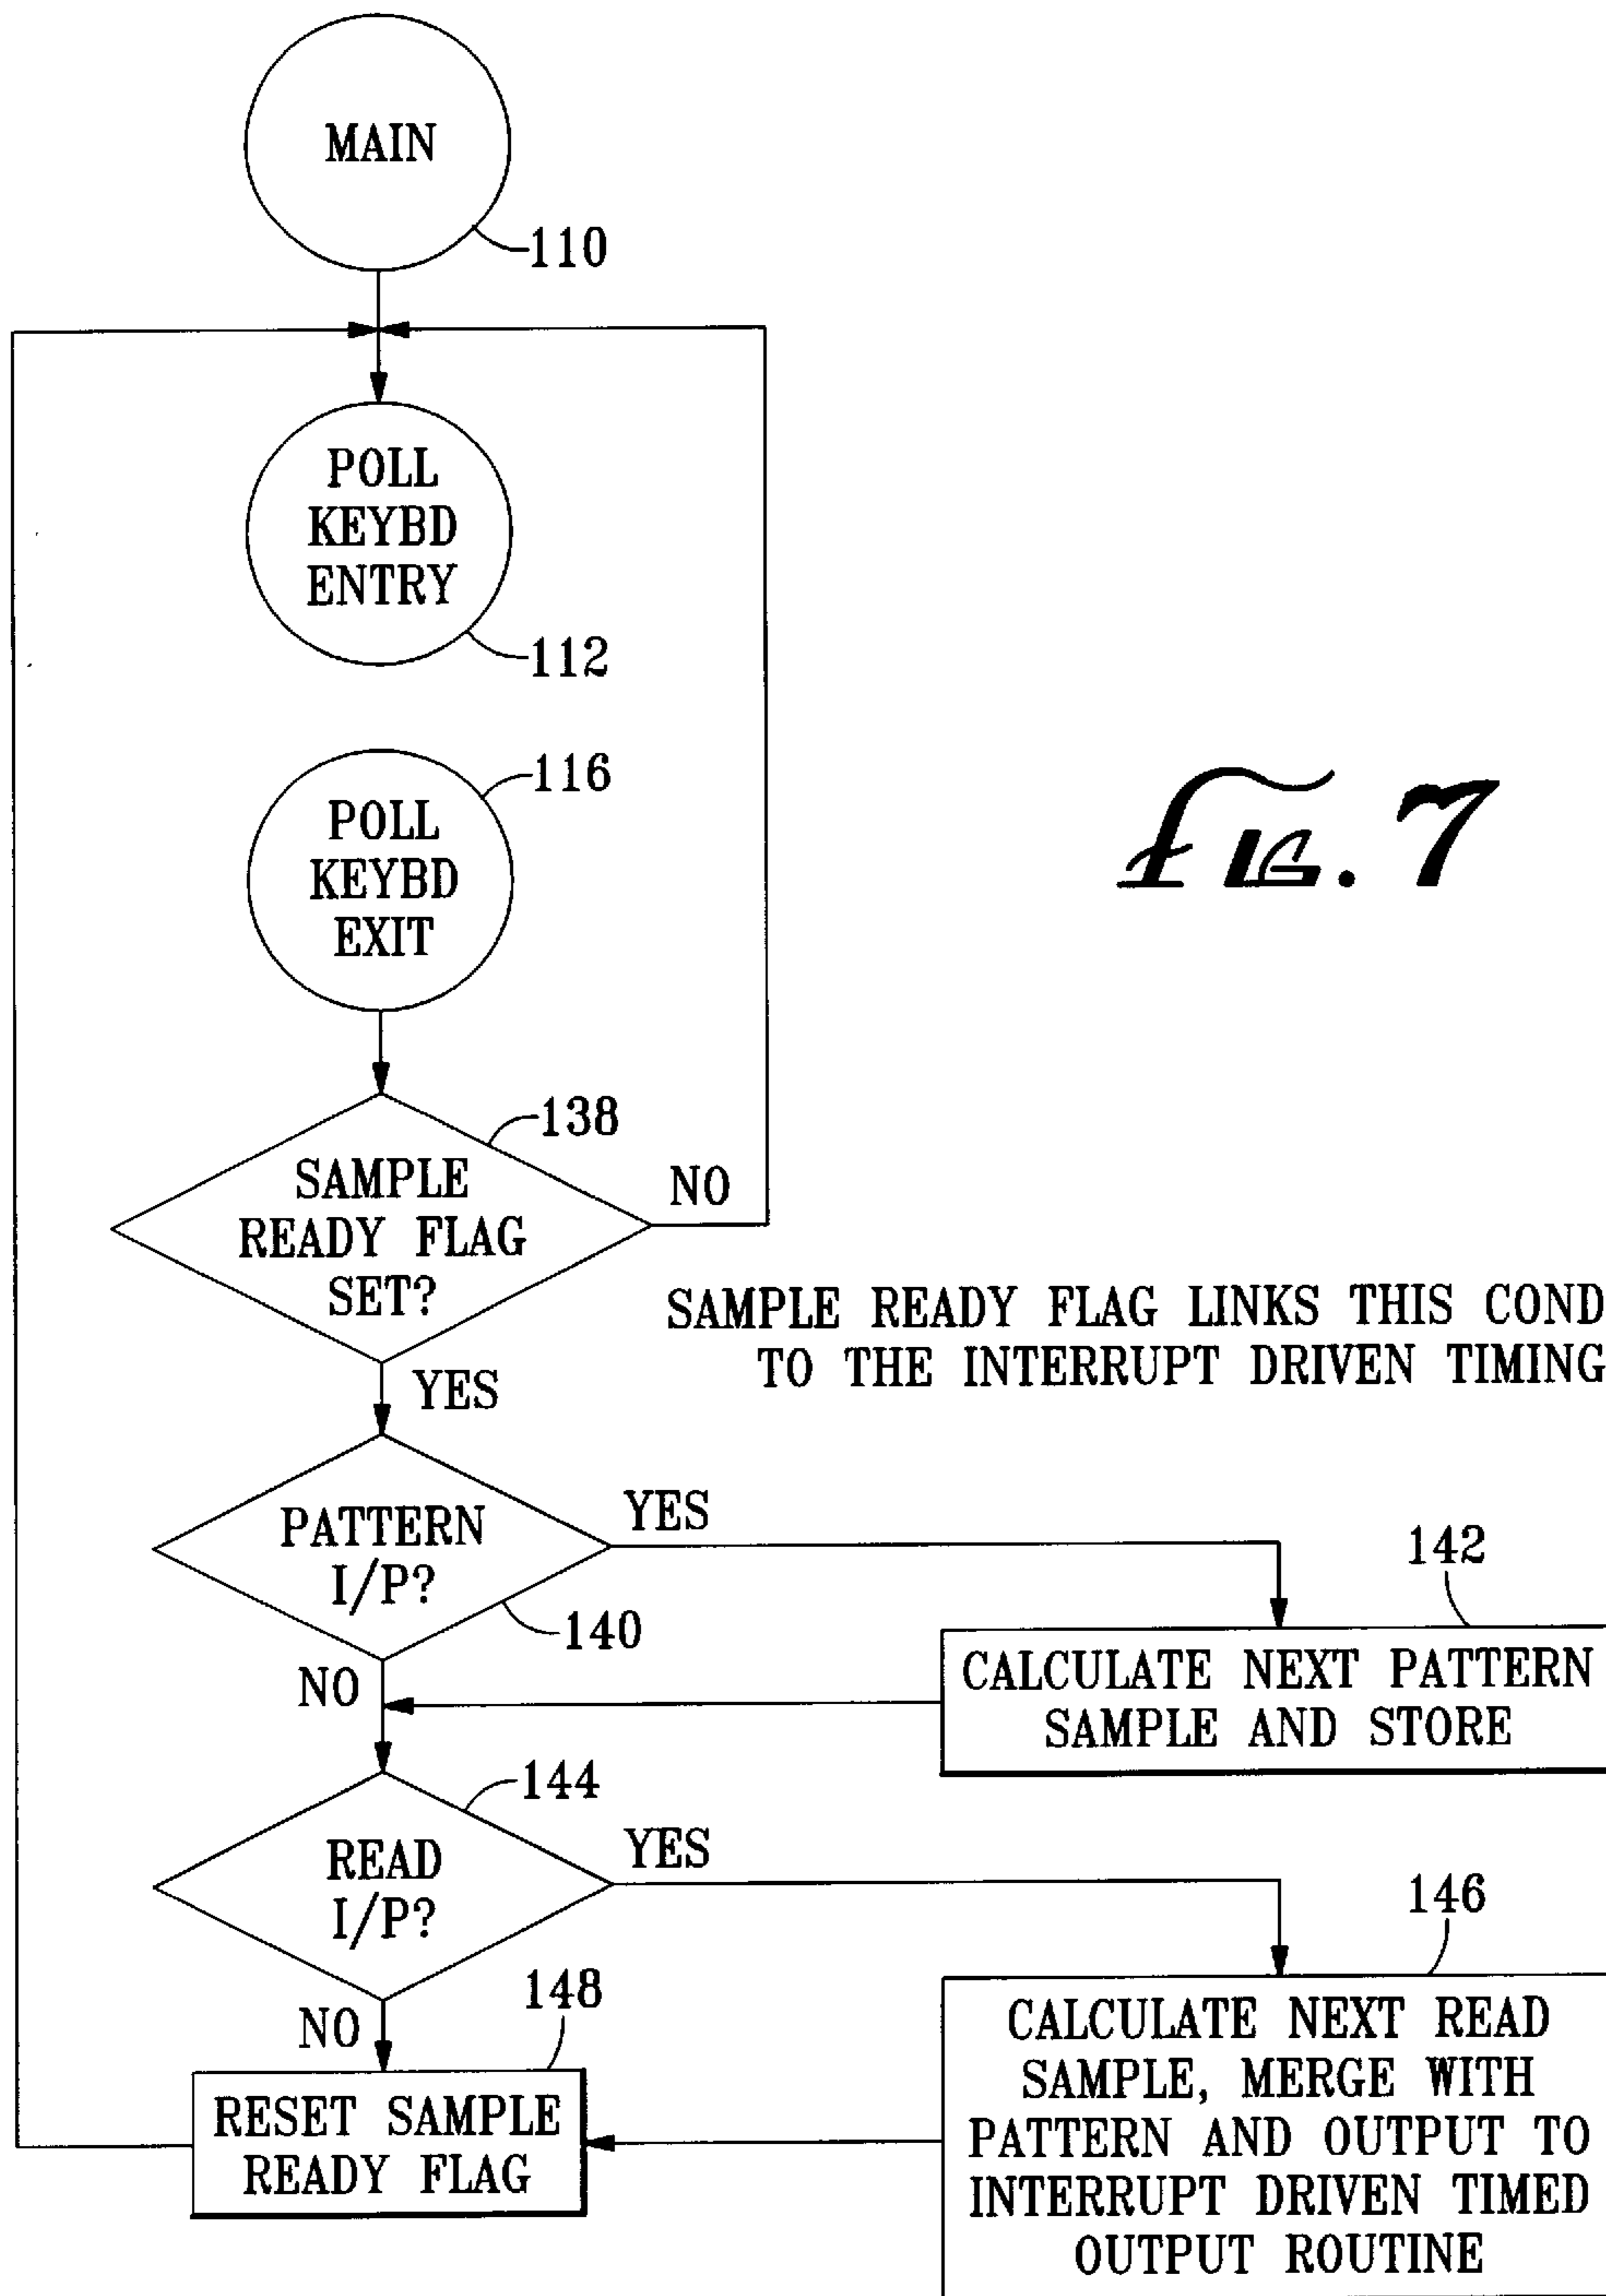 MAIN
110
POLL
KEYBD
ENTRY
112
116
POLL
KEYBD
EXIT
FIG. 7
138
SAMPLE
READY FLAG
SET?
NO
SAMPLE READY FLAG LINKS THIS COND
TO THE INTERRUPT DRIVEN TIMING
YES
PATTERN
I/P?
YES
140
142
NO
CALCULATE NEXT PATTERN
SAMPLE AND STORE
144
READ
I/P?
YES
146
NO
148
RESET SAMPLE
READY FLAG
CALCULATE NEXT READ
SAMPLE, MERGE WITH
PATTERN AND OUTPUT TO
INTERRUPT DRIVEN TIMED
OUTPUT ROUTINE